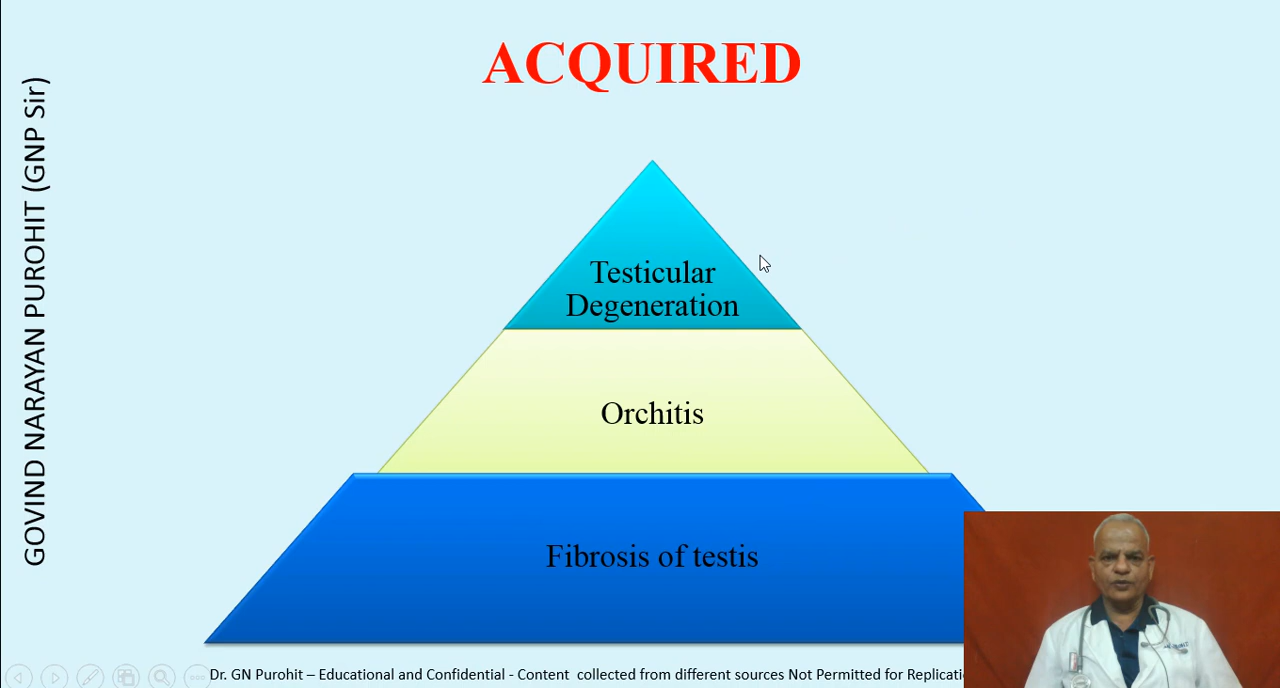 ACQUIRED
GOVIND NARAYAN PUROHIT (GNP Sir)
Testicular
Degeneration
Orchitis
Fibrosis of testis
Dr. GN Purohit – Educational and Confidential - Content collected from different sources Not Permitted for